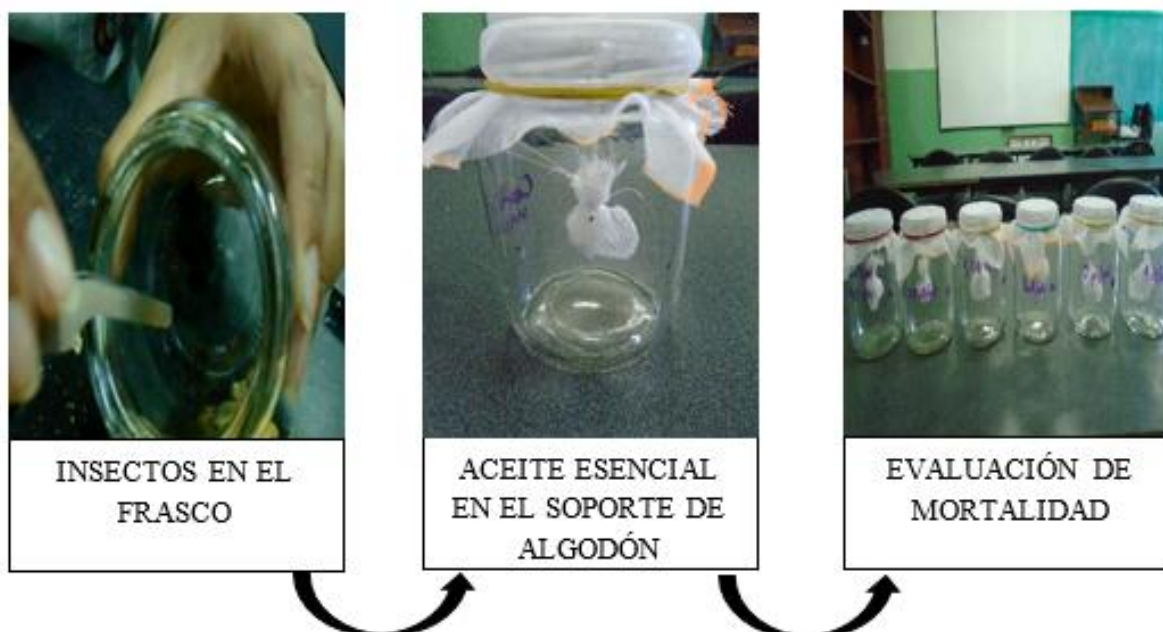 INSECTOS EN EL
FRASCO
ACEITE ESENCIAL
EN EL SOPORTE DE
ALGODÓN
EVALUACIÓN DE
MORTALIDAD